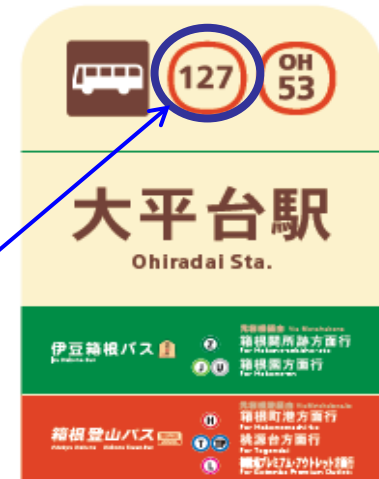 127
OH
53
大平台駅
Ohiradai Sta.
伊豆箱根バス
Z
箱根関所跡方面行
J U
箱根園方面行
箱根登山バス
H
箱根町港方面行
T
桃源台方面行
L